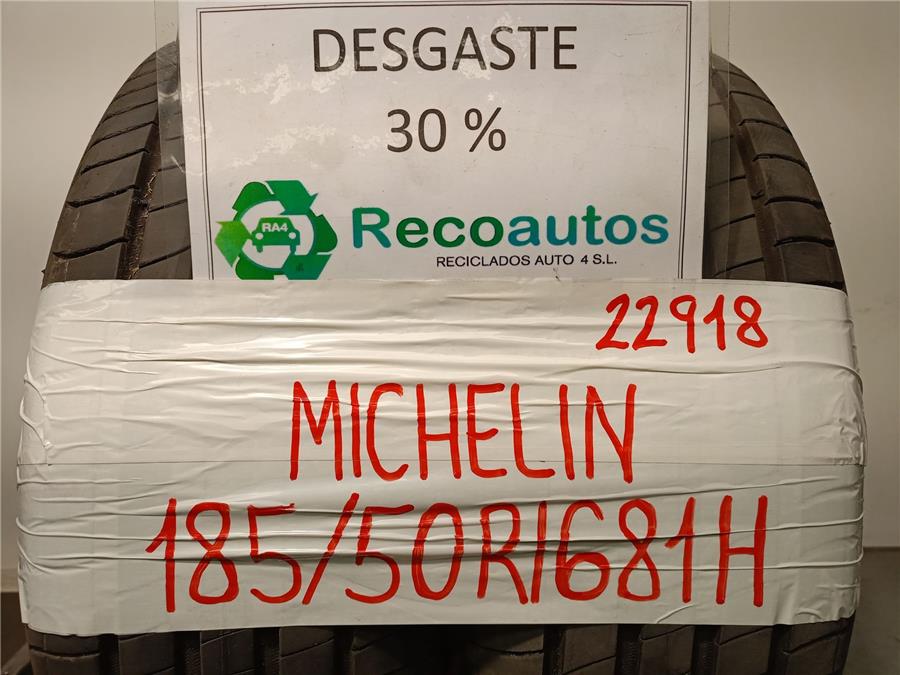 DESGASTE
30 %
RA4
Recoautos
RECICLADOS AUTO 4 S.L.
22918
MICHELIN
185/50R1681H